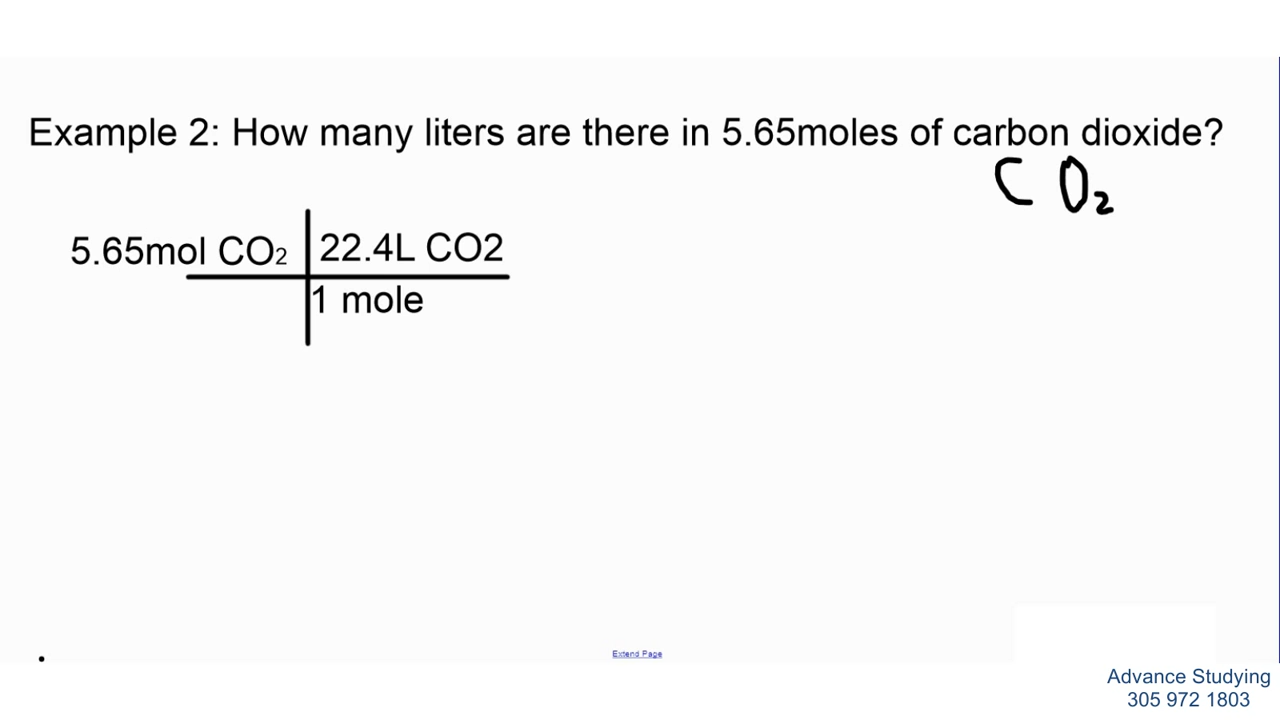 Example 2: How many liters are there in 5.65moles of carbon dioxide?
CO₂
5.65mol CO₂ 22.4L CO2
1 mole
Extend Page
Advance Studying
305 972 1803